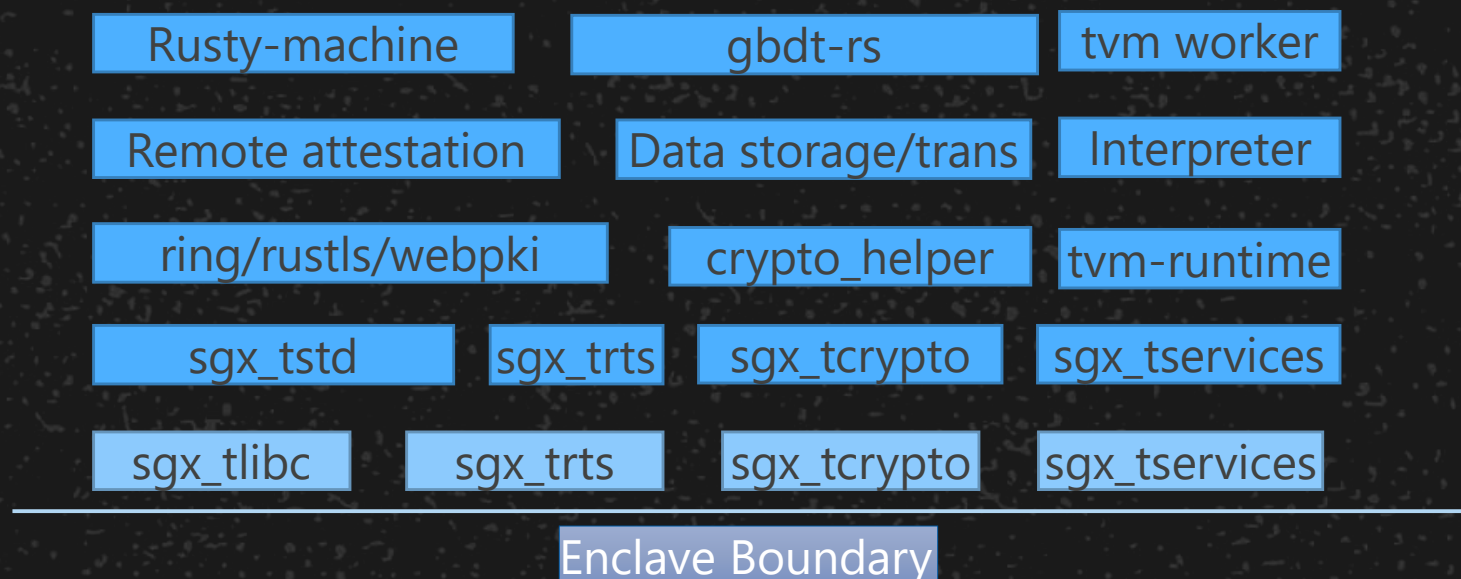 Rusty-machine
gbdt-rs
tvm worker
Remote attestation
Data storage/trans
Interpreter
ring/rustls/webpki
crypto_helper
tvm-runtime
sgx_tstd
sgx_trts
sgx_tcrypto
sgx_tservices
sgx_tlibc
sgx_trts
sgx_tcrypto
sgx_tservices
Enclave Boundary